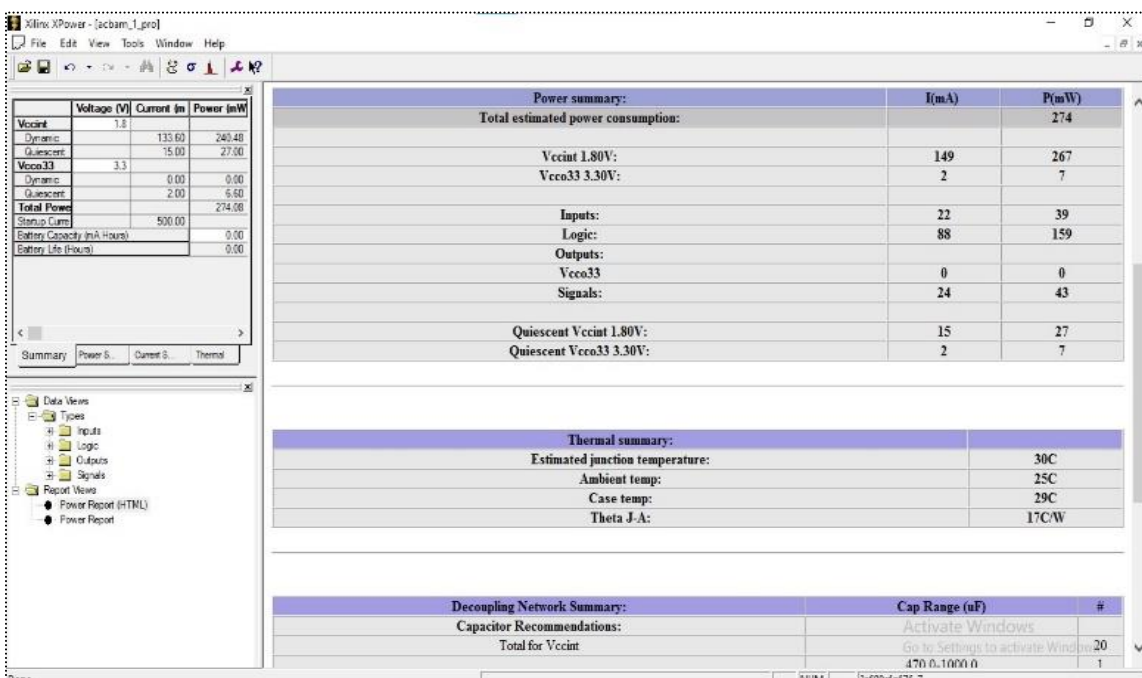 Xilinx XPower - [acbam_1_pro]
File Edit View Tools Window Help
Voltage (V) Current (m Power (mW
Vccint 1.8
Dynamic 133.60 240.48
Quiescent 15.00 27.00
Vcco33 3.3
Dynamic 0.00 0.00
Quiescent 2.00 6.60
Total Powe 274.08
Startup Curre 500.00
Battery Capacity (mA Hours) 0.00
Battery Life (Hours) 0.00
Summary Power S... Current S... Thermal
Data Views
Types
Inputs
Logic
Outputs
Signals
Report Views
Power Report (HTML)
Power Report
Power summary: I(mA) P(mW)
Total estimated power consumption: 274
Vccint 1.80V: 149 267
Vcco33 3.30V: 2 7
Inputs: 22 39
Logic: 88 159
Outputs:
Vcco33 0 0
Signals: 24 43
Quiescent Vccint 1.80V: 15 27
Quiescent Vcco33 3.30V: 2 7
Thermal summary:
Estimated junction temperature: 30C
Ambient temp: 25C
Case temp: 29C
Theta J-A: 17C/W
Decoupling Network Summary: Cap Range (uF) #
Capacitor Recommendations:
Total for Vccint 20
470.0-1000.0 1
Activate Windows
Go to Settings to activate Windows